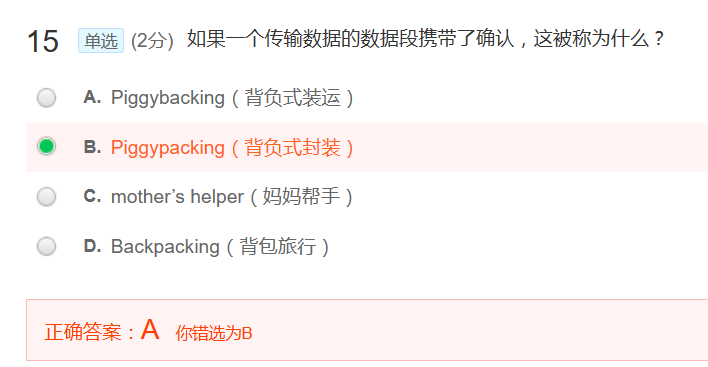 15 单选 (2分) 如果一个传输数据的数据段携带了确认，这被称为什么？
A. Piggybacking（背负式装运）
B. Piggypacking（背负式封装）
C. mother’s helper（妈妈帮手）
D. Backpacking（背包旅行）
正确答案：A 你错选为B